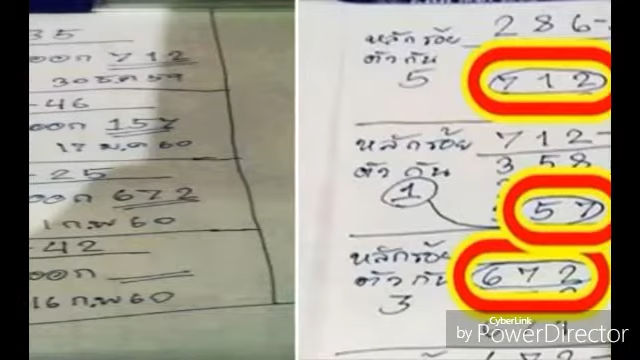 35
ออก 712
30 ธ.ค 59
-46
ออก 157
17 ม.ค 60
-25
ออก 672
1 ก.พ 60
-42
ออก
16 ก.พ 60
หลักร้อย 286-
ตัวกัน
5 712
หลักร้อย 712-
ตัวกัน 358
1 57
หลักร้อย
ตัวกัน 672
3
CyberLink
by PowerDirector